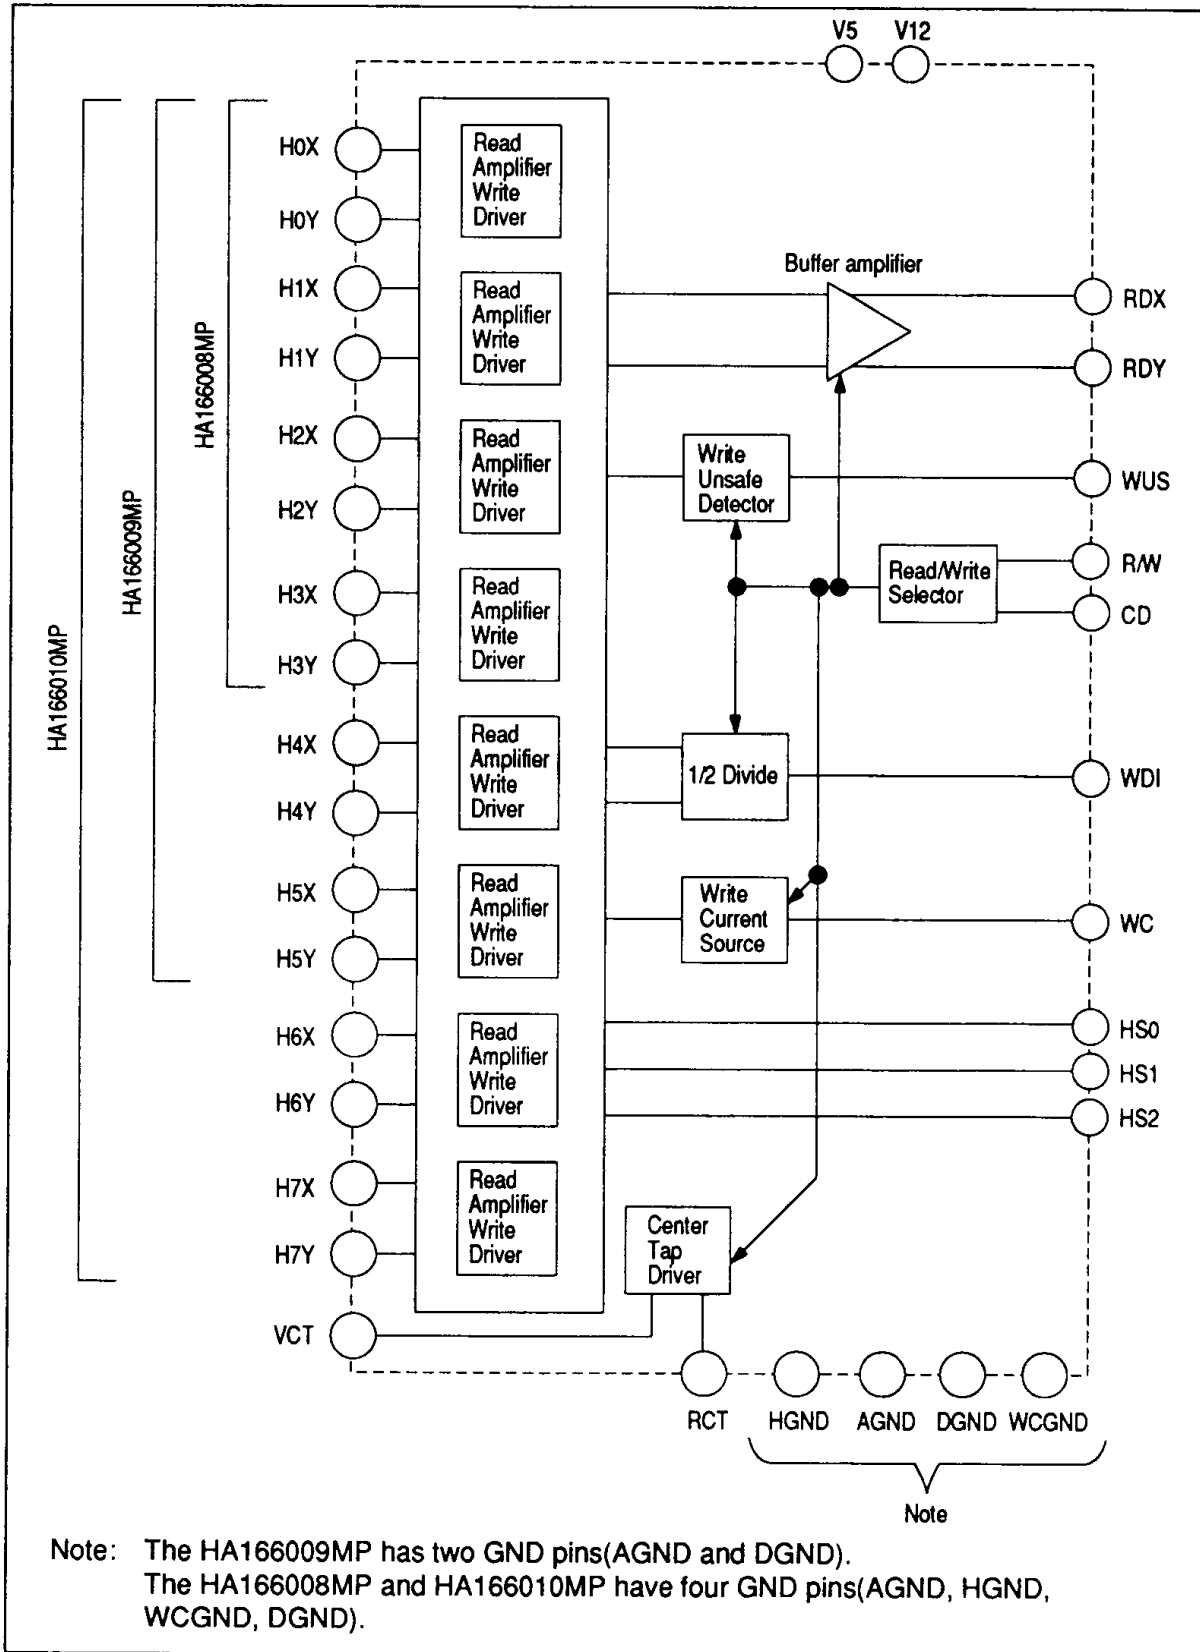 V5
V12
HA166010MP
HA166009MP
HA166008MP
H0X
H0Y
H1X
H1Y
H2X
H2Y
H3X
H3Y
H4X
H4Y
H5X
H5Y
H6X
H6Y
H7X
H7Y
VCT
Read
Amplifier
Write
Driver
Read
Amplifier
Write
Driver
Read
Amplifier
Write
Driver
Read
Amplifier
Write
Driver
Read
Amplifier
Write
Driver
Read
Amplifier
Write
Driver
Read
Amplifier
Write
Driver
Read
Amplifier
Write
Driver
Buffer amplifier
Write
Unsafe
Detector
Read/Write
Selector
1/2 Divide
Write
Current
Source
Center
Tap
Driver
RDX
RDY
WUS
R/W
CD
WDI
WC
HS0
HS1
HS2
RCT
HGND
AGND
DGND
WCGND
Note
Note: The HA166009MP has two GND pins(AGND and DGND).
The HA166008MP and HA166010MP have four GND pins(AGND, HGND,
WCGND, DGND).